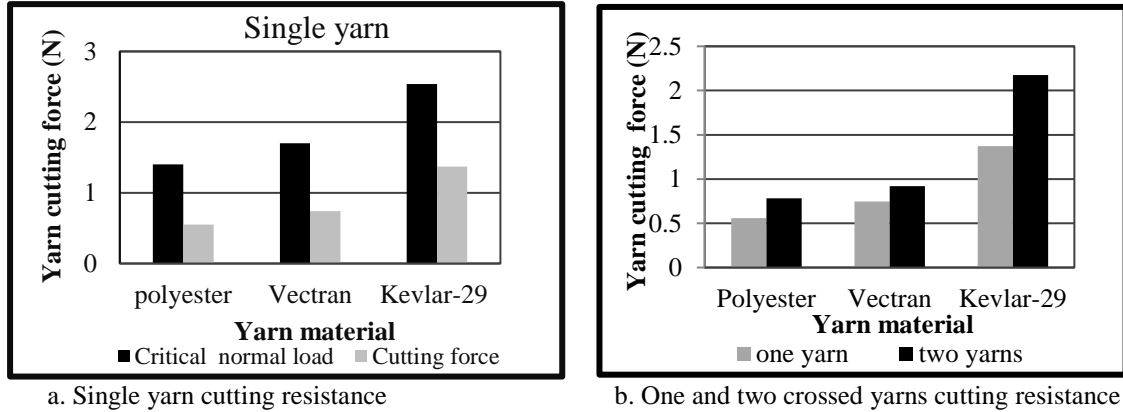 Single yarn
Yarn cutting force (N)
3
2
1
0
polyester Vectran Kevlar-29
Yarn material
Critical normal load Cutting force
a. Single yarn cutting resistance
Yarn cutting force (N)
2.5
2
1.5
1
0.5
0
Polyester Vectran Kevlar-29
Yarn material
one yarn two yarns
b. One and two crossed yarns cutting resistance